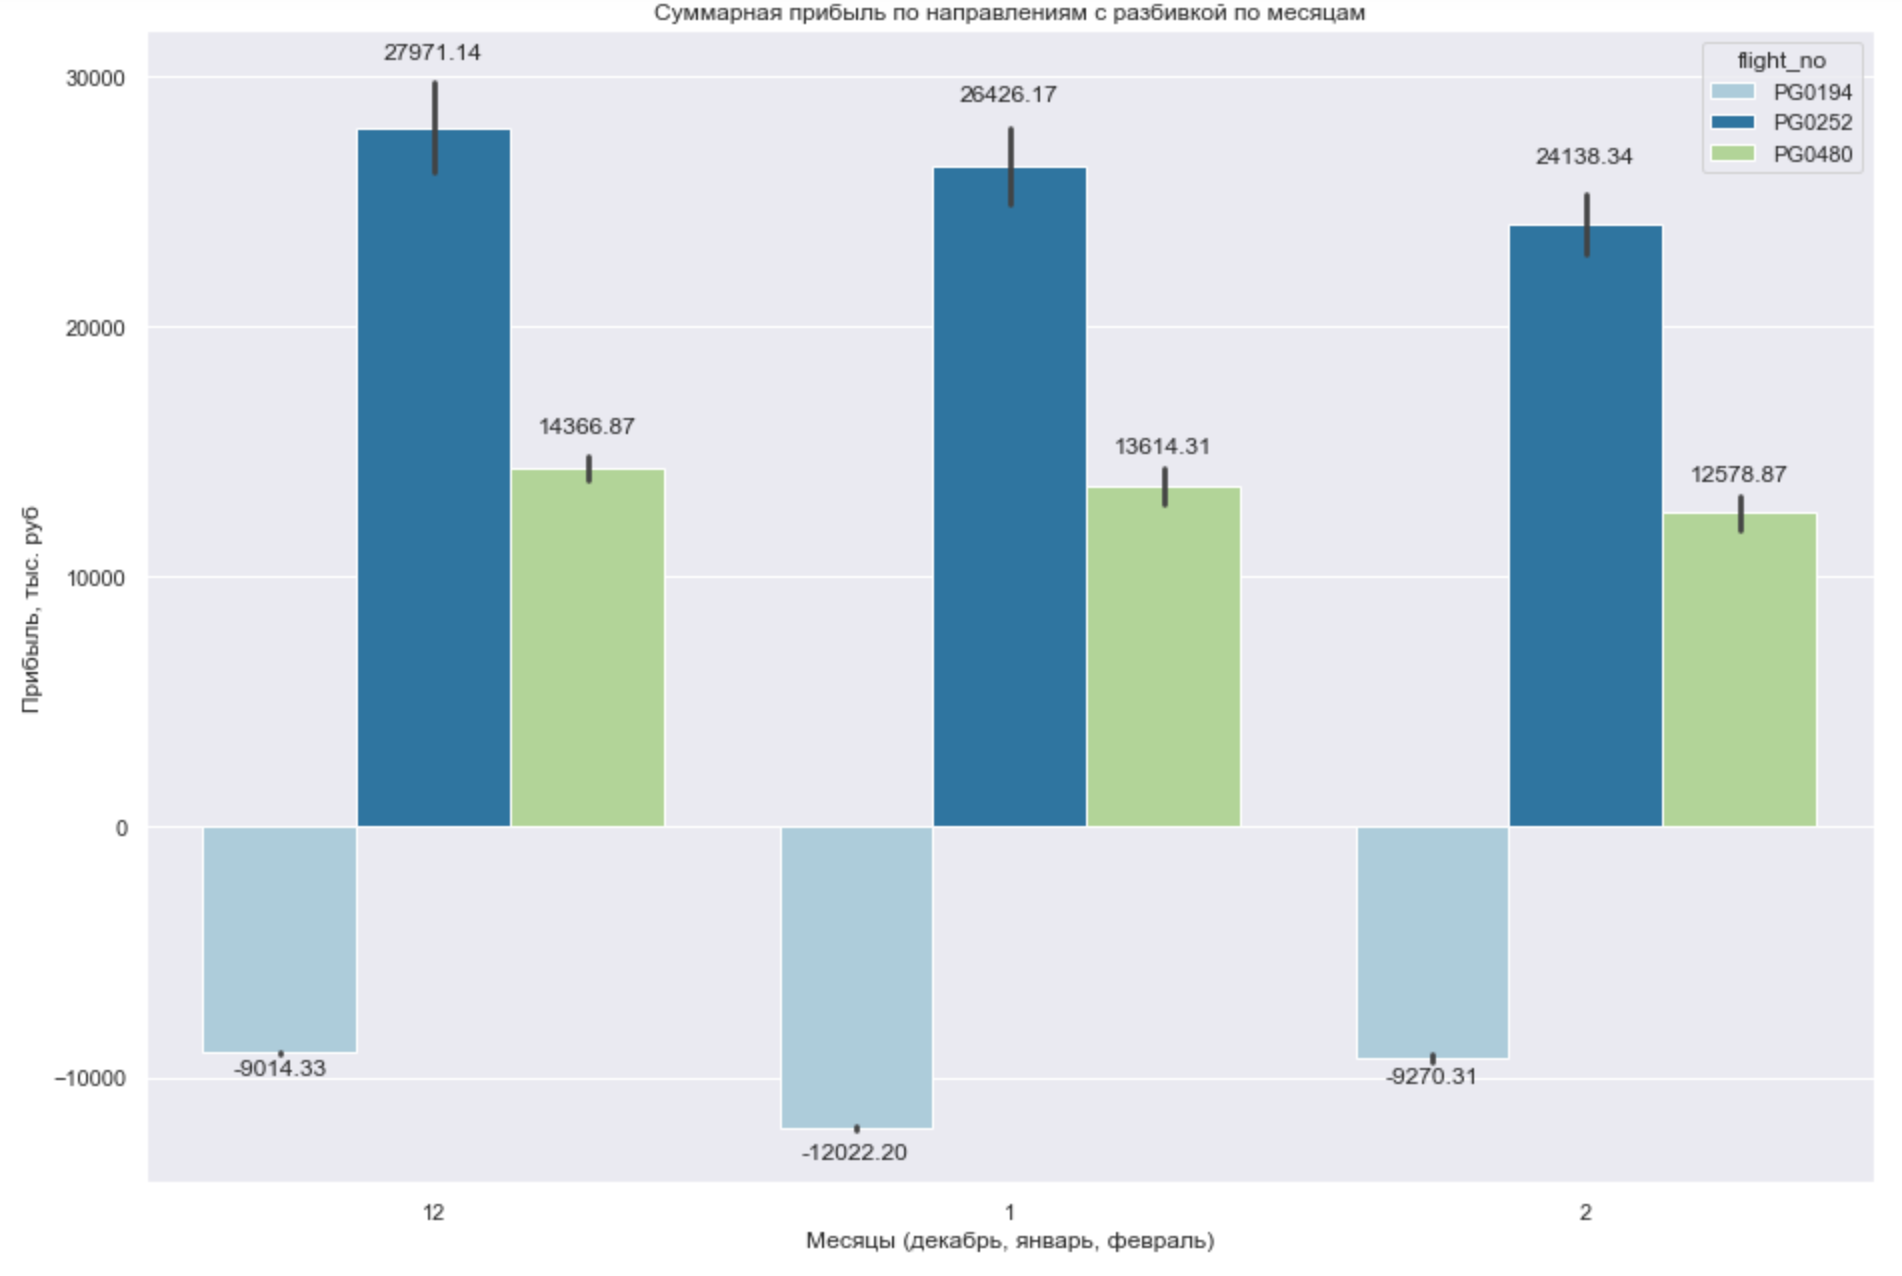 Суммарная прибыль по направлениям с разбивкой по месяцам
27971.14
30000
flight_no
26426.17
PG0194
PG0252
24138.34
PG0480
20000
14366.87
13614.31
12578.87
Прибыль, тыс. руб
10000
0
-9014.33
−10000
-9270.31
-12022.20
12 1 2
Месяцы (декабрь, январь, февраль)